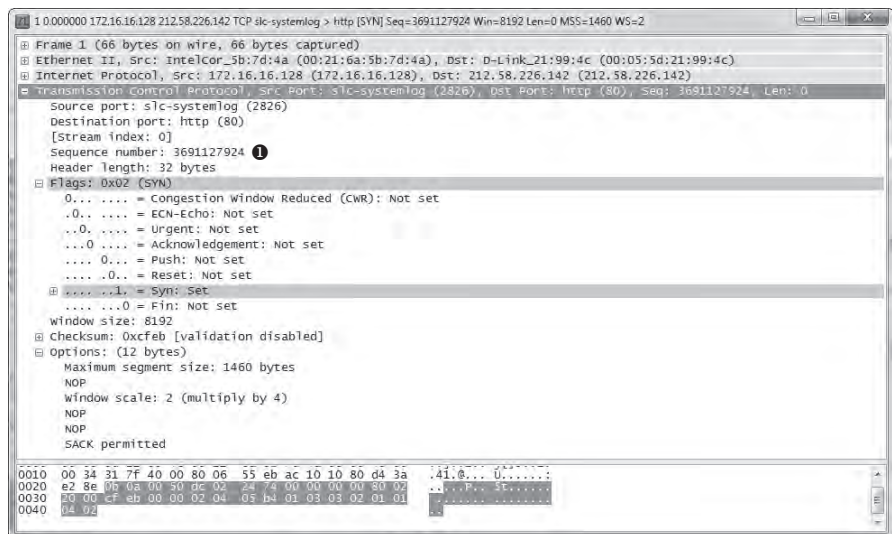 1 0.000000 172.16.16.128 212.58.226.142 TCP slc-systemlog > http [SYN] Seq=3691127924 Win=8192 Len=0 MSS=1460 WS=2
Frame 1 (66 bytes on wire, 66 bytes captured)
Ethernet II, Src: IntelCor_5b:7d:4a (00:21:6a:5b:7d:4a), Dst: D-Link_21:99:4c (00:05:5d:21:99:4c)
Internet Protocol, Src: 172.16.16.128 (172.16.16.128), Dst: 212.58.226.142 (212.58.226.142)
Transmission Control Protocol, Src Port: slc-systemlog (2826), Dst Port: http (80), Seq: 3691127924, Len: 0
Source port: slc-systemlog (2826)
Destination port: http (80)
[Stream index: 0]
Sequence number: 3691127924 ❶
Header length: 32 bytes
Flags: 0x02 (SYN)
0... .... = Congestion Window Reduced (CWR): Not set
.0.. .... = ECN-Echo: Not set
..0. .... = Urgent: Not set
...0 .... = Acknowledgement: Not set
.... 0... = Push: Not set
.... .0.. = Reset: Not set
.... ..1. = Syn: Set
.... ...0 = Fin: Not set
Window size: 8192
Checksum: 0xcfeb [validation disabled]
Options: (12 bytes)
Maximum segment size: 1460 bytes
NOP
Window scale: 2 (multiply by 4)
NOP
NOP
SACK permitted
0010 00 34 31 7f 40 00 80 06 55 eb ac 10 10 80 d4 3a .41.@... U......:
0020 e2 8e 0b 0a 00 50 dc 02 24 74 00 00 00 00 80 02 .....P.. $t......
0030 20 00 cf eb 00 00 02 04 05 b4 01 03 03 02 01 01 ........ ........
0040 04 02 ..